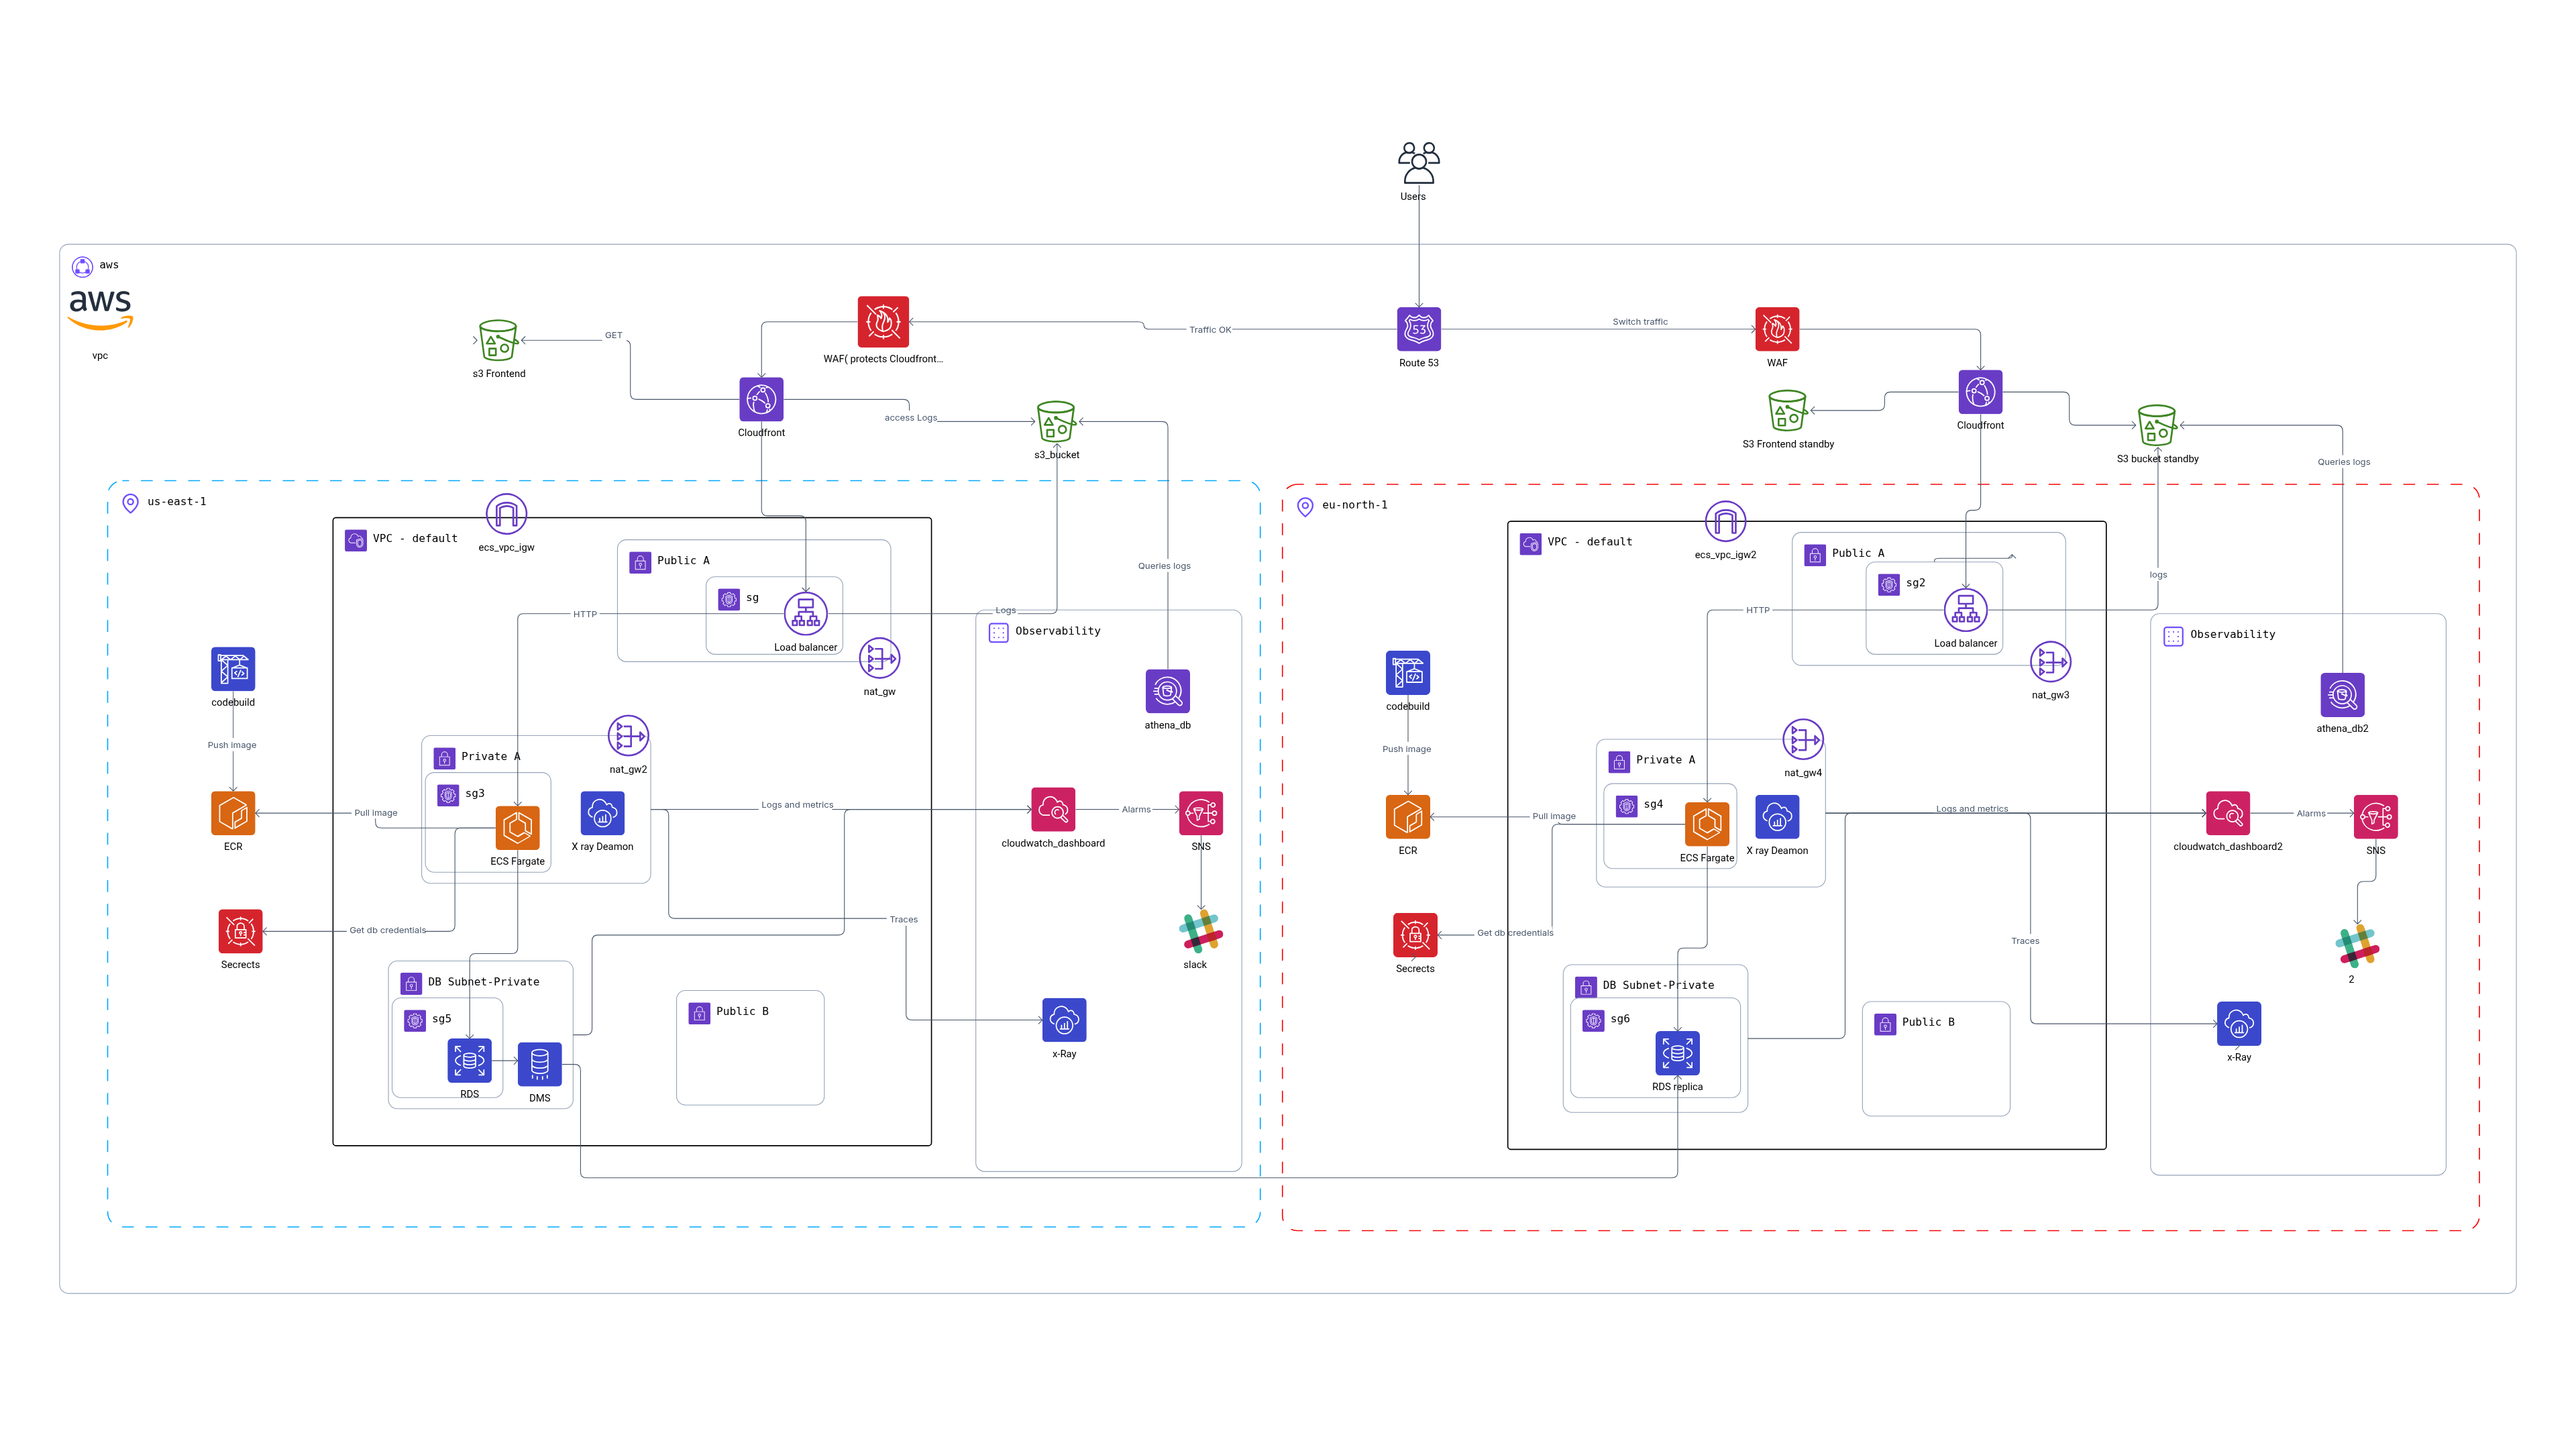 Users
aws
aws
vpc
s3 Frontend
GET
WAF( protects Cloudfront...
Traffic OK
53
Route 53
Switch traffic
WAF
Cloudfront
access Logs
s3_bucket
S3 Frontend standby
Cloudfront
S3 bucket standby
Queries logs
us-east-1
VPC - default
ecs_vpc_igw
Public A
sg
Load balancer
HTTP
Logs
nat_gw
Queries logs
Observability
athena_db
codebuild
Push image
ECR
Pull image
Private A
nat_gw2
sg3
ECS Fargate
X ray Deamon
Logs and metrics
cloudwatch_dashboard
Alarms
SNS
slack
Secrects
Get db credentials
Traces
DB Subnet-Private
sg5
RDS
DMS
Public B
x-Ray
eu-north-1
VPC - default
ecs_vpc_igw2
Public A
sg2
Load balancer
HTTP
logs
nat_gw3
Observability
athena_db2
codebuild
Push image
ECR
Pull image
Private A
nat_gw4
sg4
ECS Fargate
X ray Deamon
Logs and metrics
cloudwatch_dashboard2
Alarms
SNS
2
Secrects
Get db credentials
Traces
DB Subnet-Private
sg6
RDS replica
Public B
x-Ray